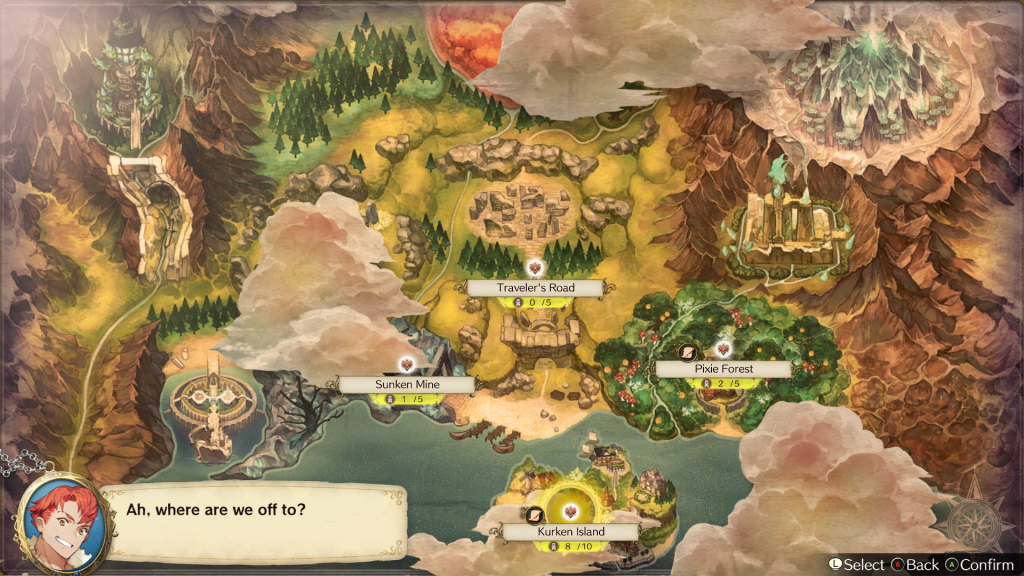 Traveler's Road
0 /5
Pixie Forest
2 /5
Sunken Mine
1 /5
Ah, where are we off to?
Kurken Island
8 /10
L Select B Back A Confirm